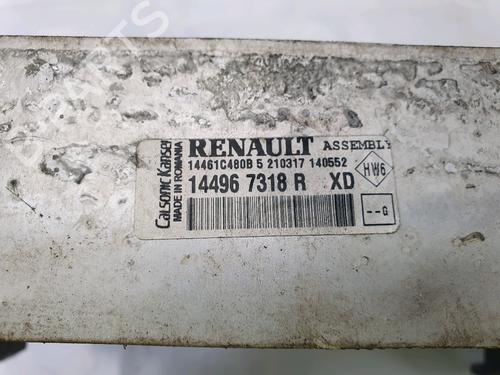 RENAULT ASSEMBLY
14461C480B 5 210317 140552
14496 7318 R XD
HW6
--G
Calsonic Kansei
MADE IN ROMANIA